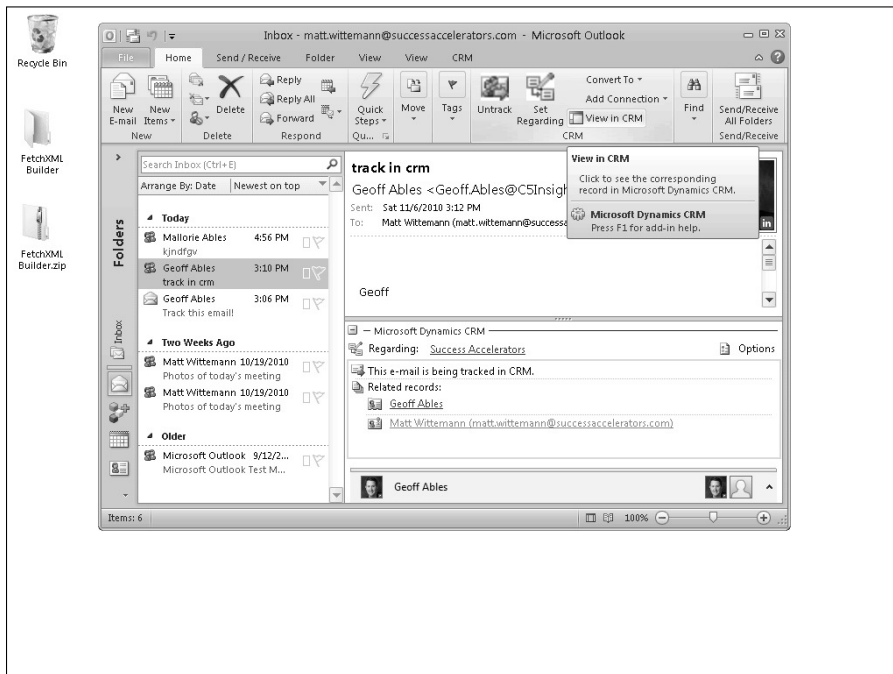 Recycle Bin
FetchXML
Builder
FetchXML
Builder.zip
Inbox - matt.wittemann@successaccelerators.com - Microsoft Outlook
File Home Send / Receive Folder View View CRM
New
E-mail
New
Items
New
Delete
Delete
Reply
Reply All
Forward
Respond
Quick
Steps
Qu...
Move
Tags
Untrack
Set
Regarding
Convert To
Add Connection
View in CRM
CRM
Find
Send/Receive
All Folders
Send/Receive
View in CRM
Click to see the corresponding
record in Microsoft Dynamics CRM.
Microsoft Dynamics CRM
Press F1 for add-in help.
Folders
Inbox
Search Inbox (Ctrl+E)
Arrange By: Date Newest on top
Today
Mallorie Ables 4:56 PM
kjndfgv
Geoff Ables 3:10 PM
track in crm
Geoff Ables 3:06 PM
Track this email!
Two Weeks Ago
Matt Wittemann 10/19/2010
Photos of today's meeting
Matt Wittemann 10/19/2010
Photos of today's meeting
Older
Microsoft Outlook 9/12/2...
Microsoft Outlook Test M...
track in crm
Geoff Ables <Geoff.Ables@C5Insigh
Sent: Sat 11/6/2010 3:12 PM
To: Matt Wittemann (matt.wittemann@successa
in
Geoff
Microsoft Dynamics CRM
Regarding: Success Accelerators
Options
This e-mail is being tracked in CRM.
Related records:
Geoff Ables
Matt Wittemann (matt.wittemann@successaccelerators.com)
Geoff Ables
Items: 6
100%